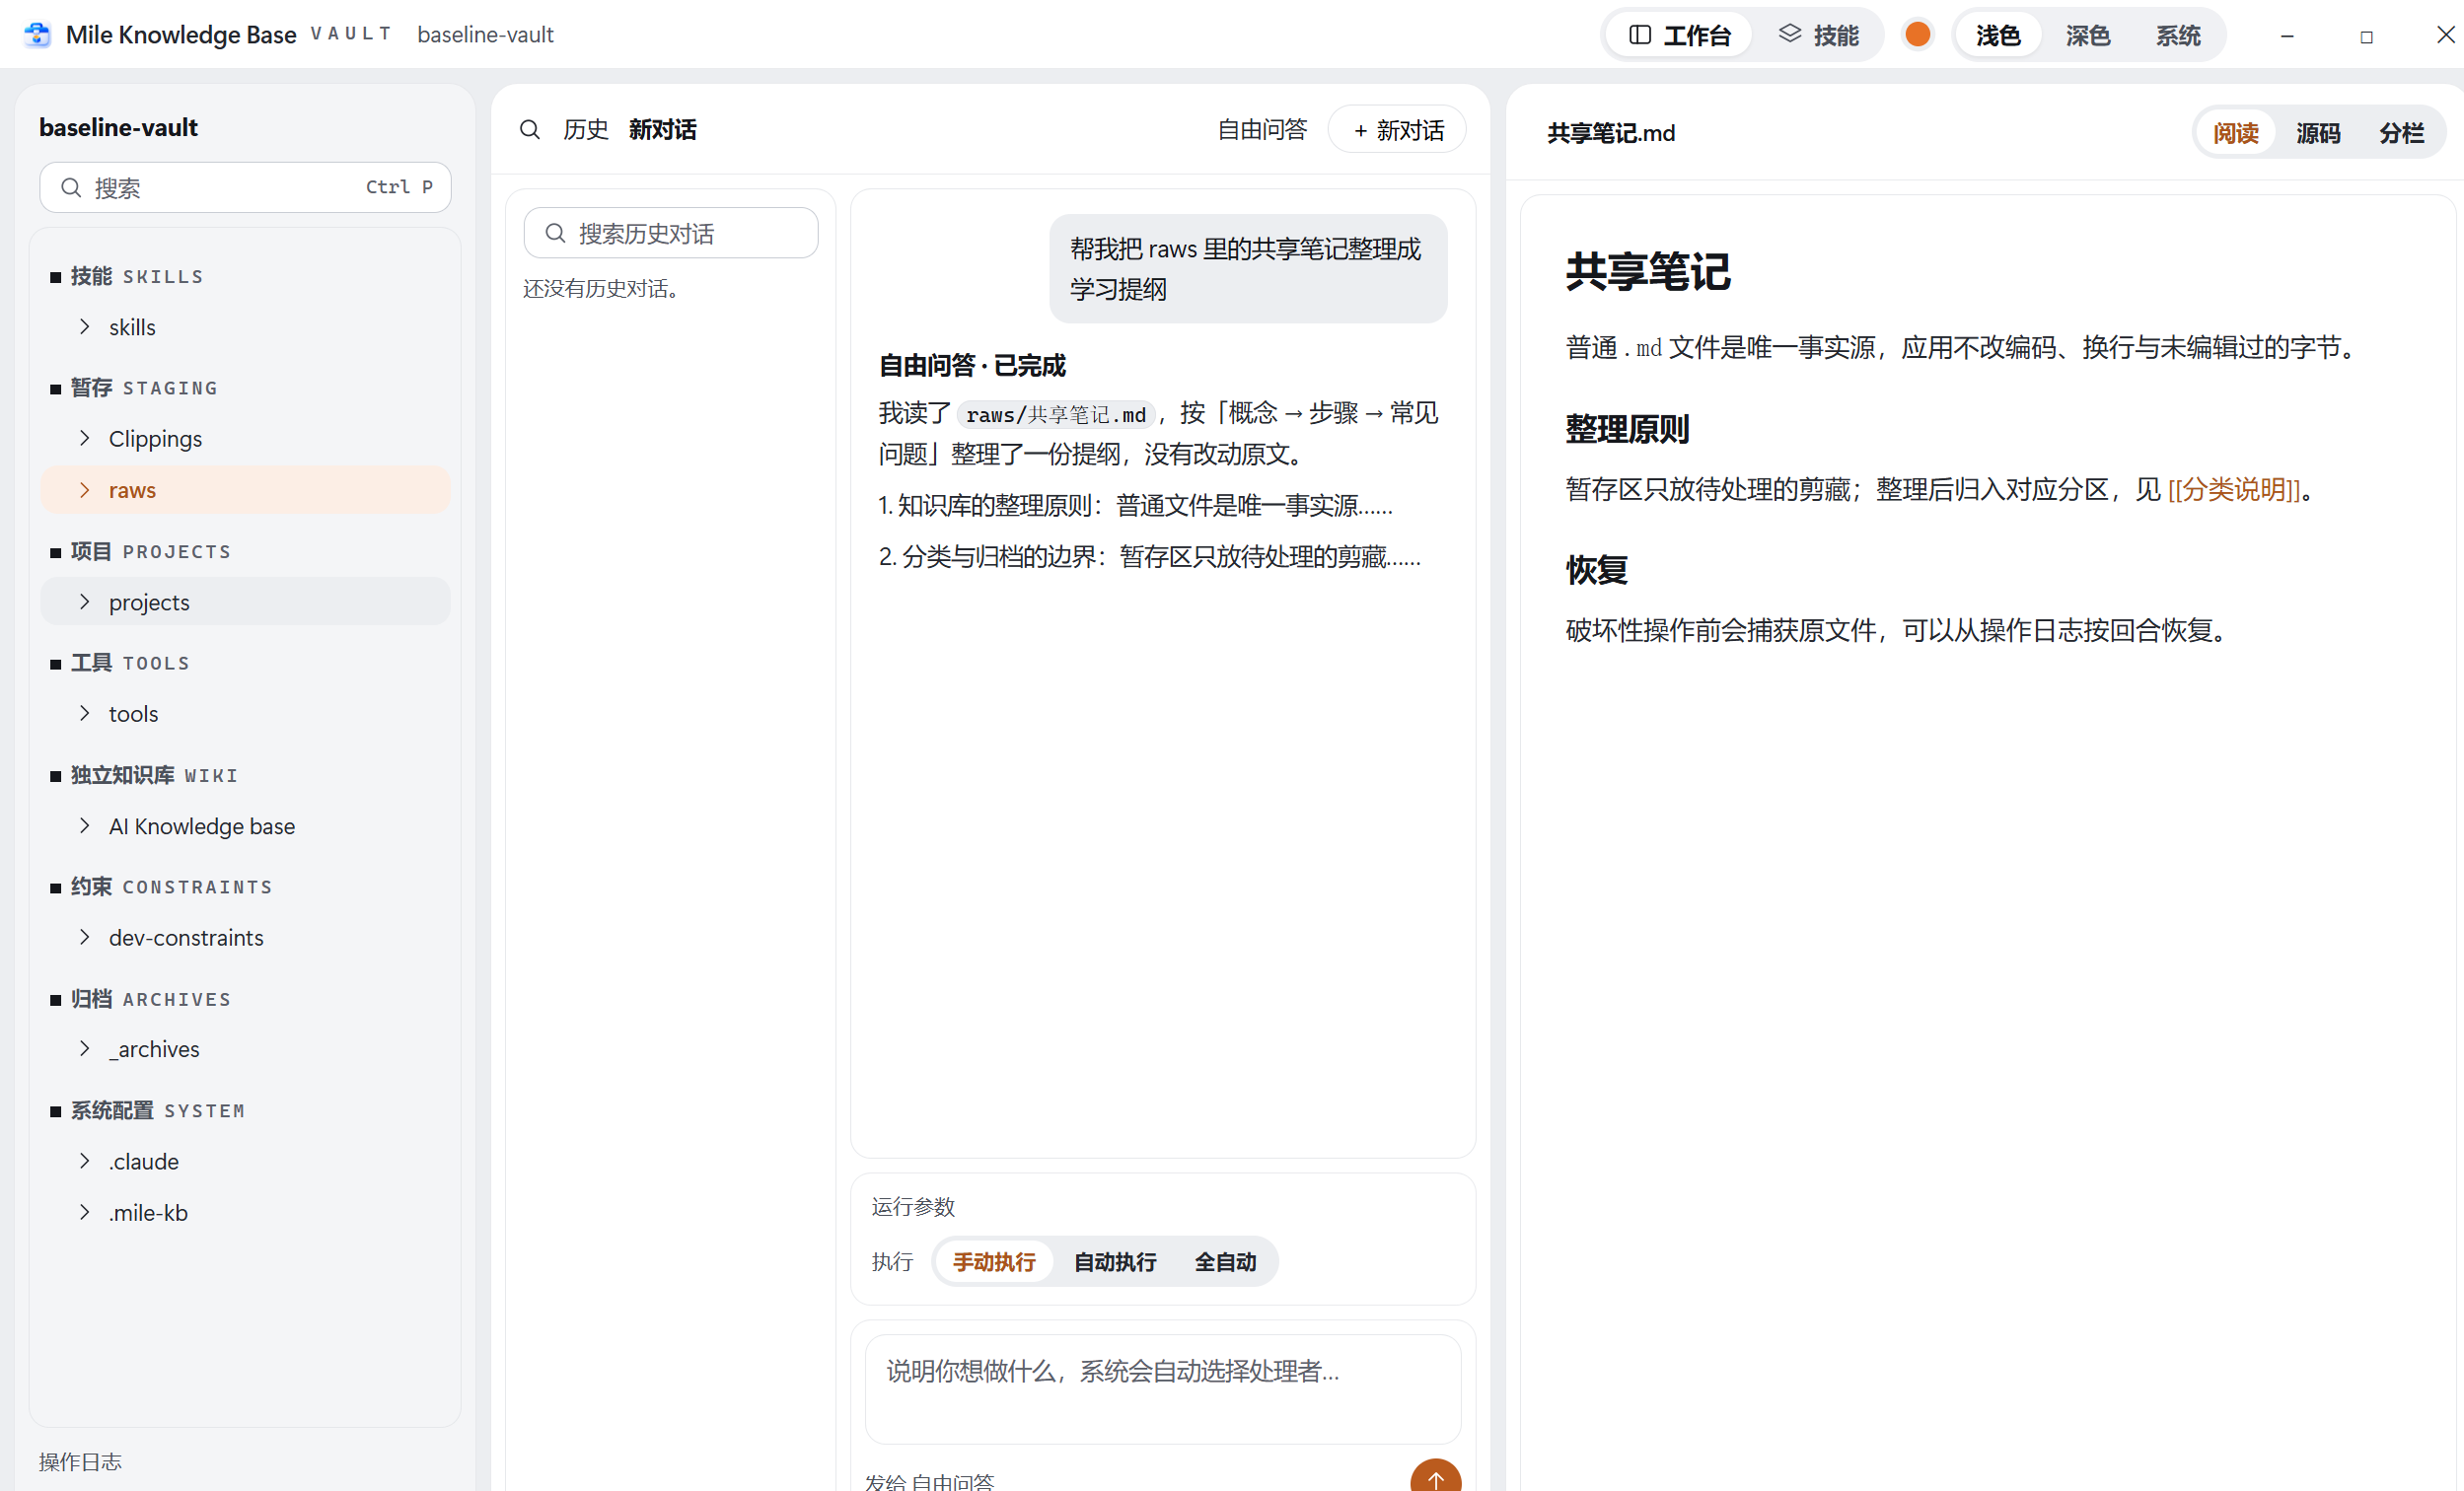 Mile Knowledge Base VAULT baseline-vault
工作台 技能 浅色 深色 系统
baseline-vault
搜索 Ctrl P
技能 SKILLS
skills
暂存 STAGING
Clippings
raws
项目 PROJECTS
projects
工具 TOOLS
tools
独立知识库 WIKI
AI Knowledge base
约束 CONSTRAINTS
dev-constraints
归档 ARCHIVES
_archives
系统配置 SYSTEM
.claude
.mile-kb
操作日志
历史 新对话 自由问答 + 新对话
搜索历史对话
还没有历史对话。
帮我把 raws 里的共享笔记整理成
学习提纲
自由问答 · 已完成
我读了 raws/共享笔记.md，按「概念 → 步骤 → 常见
问题」整理了一份提纲，没有改动原文。
1. 知识库的整理原则：普通文件是唯一事实源……
2. 分类与归档的边界：暂存区只放待处理的剪藏……
运行参数
执行 手动执行 自动执行 全自动
说明你想做什么，系统会自动选择处理者...
发给 自由问答
共享笔记.md 阅读 源码 分栏
共享笔记
普通 .md 文件是唯一事实源，应用不改编码、换行与未编辑过的字节。
整理原则
暂存区只放待处理的剪藏；整理后归入对应分区，见 [[分类说明]]。
恢复
破坏性操作前会捕获原文件，可以从操作日志按回合恢复。